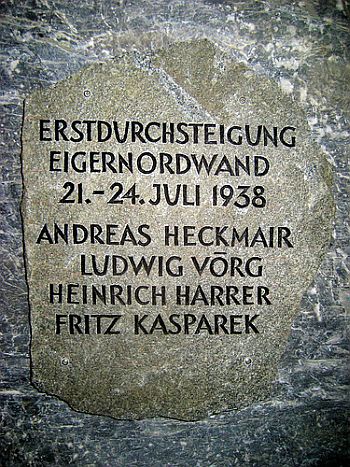 ERSTDURCHSTEIGUNG
EIGERNORDWAND
21.-24. JULI 1938
ANDREAS HECKMAIR
LUDWIG VÖRG
HEINRICH HARRER
FRITZ KASPAREK